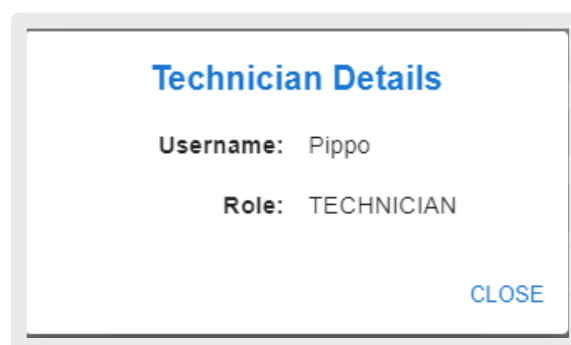 Technician Details
Username: Pippo
Role: TECHNICIAN
CLOSE